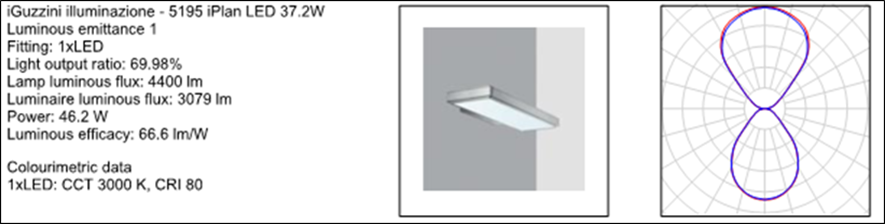 iGuzzini illuminazione - 5195 iPlan LED 37.2W
Luminous emittance 1
Fitting: 1xLED
Light output ratio: 69.98%
Lamp luminous flux: 4400 lm
Luminaire luminous flux: 3079 lm
Power: 46.2 W
Luminous efficacy: 66.6 lm/W
Colourimetric data
1xLED: CCT 3000 K, CRI 80